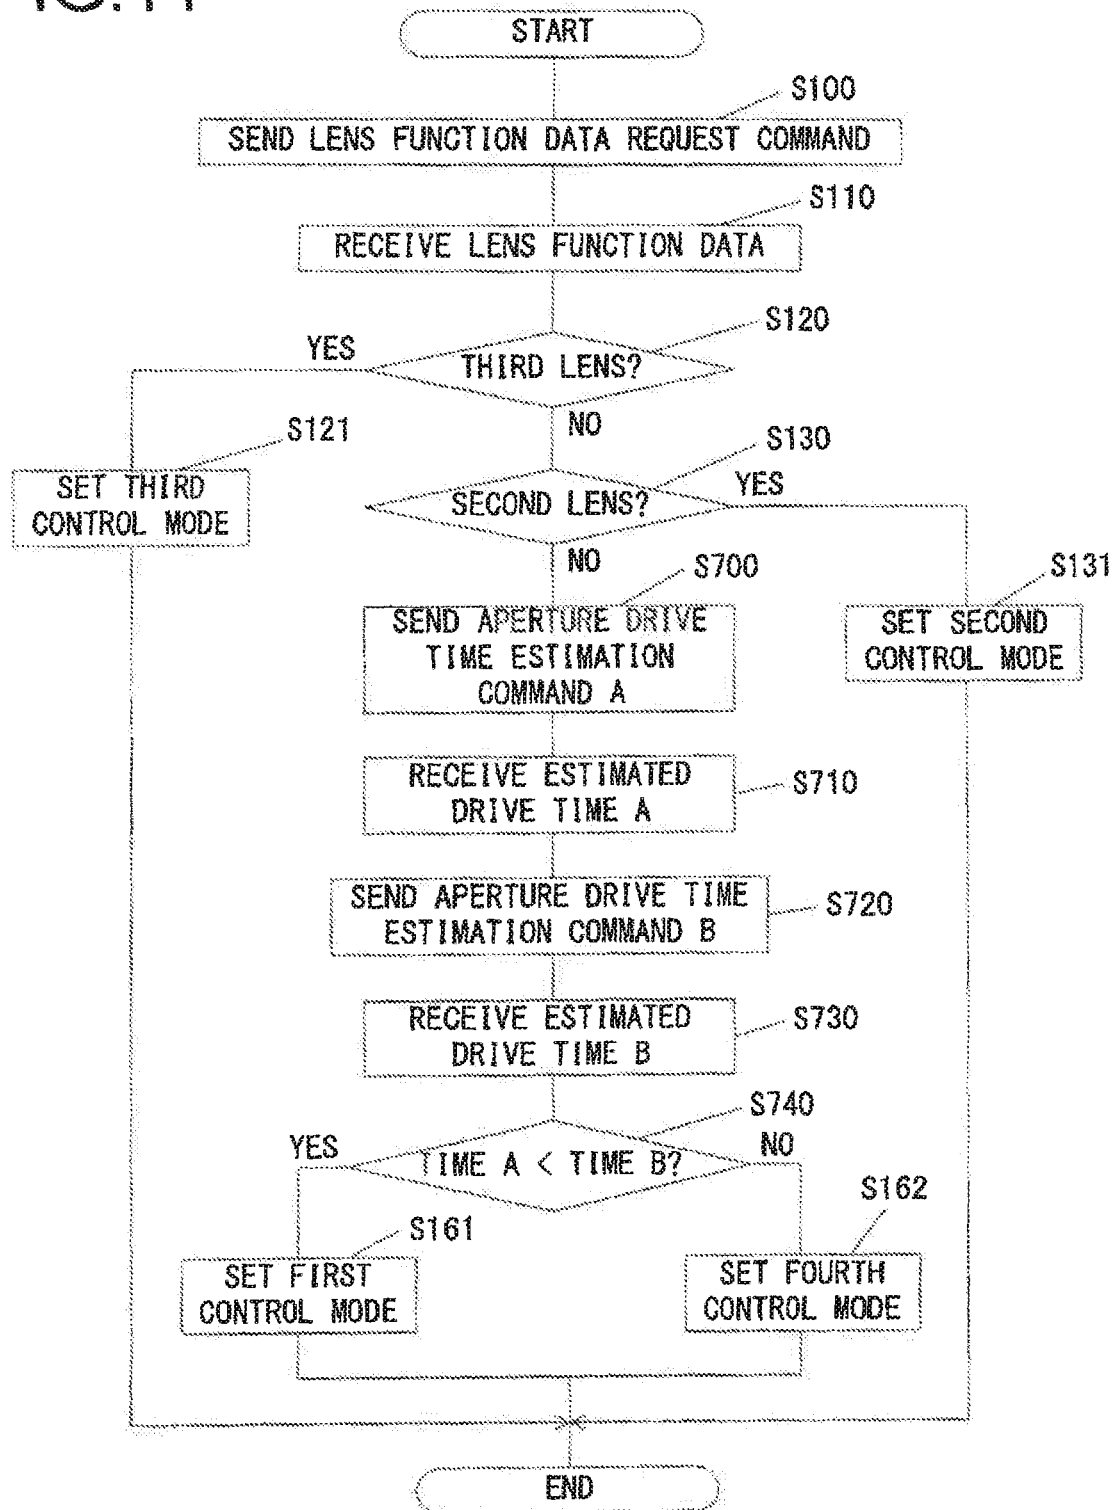 START
S100
SEND LENS FUNCTION DATA REQUEST COMMAND
S110
RECEIVE LENS FUNCTION DATA
S120
YES
THIRD LENS?
NO
S121
SET THIRD
CONTROL MODE
S130
SECOND LENS?
YES
NO
S700
SEND APERTURE DRIVE
TIME ESTIMATION
COMMAND A
S131
SET SECOND
CONTROL MODE
RECEIVE ESTIMATED
DRIVE TIME A
S710
SEND APERTURE DRIVE TIME
ESTIMATION COMMAND B
S720
RECEIVE ESTIMATED
DRIVE TIME B
S730
S740
YES
TIME A < TIME B?
NO
S161
SET FIRST
CONTROL MODE
S162
SET FOURTH
CONTROL MODE
END